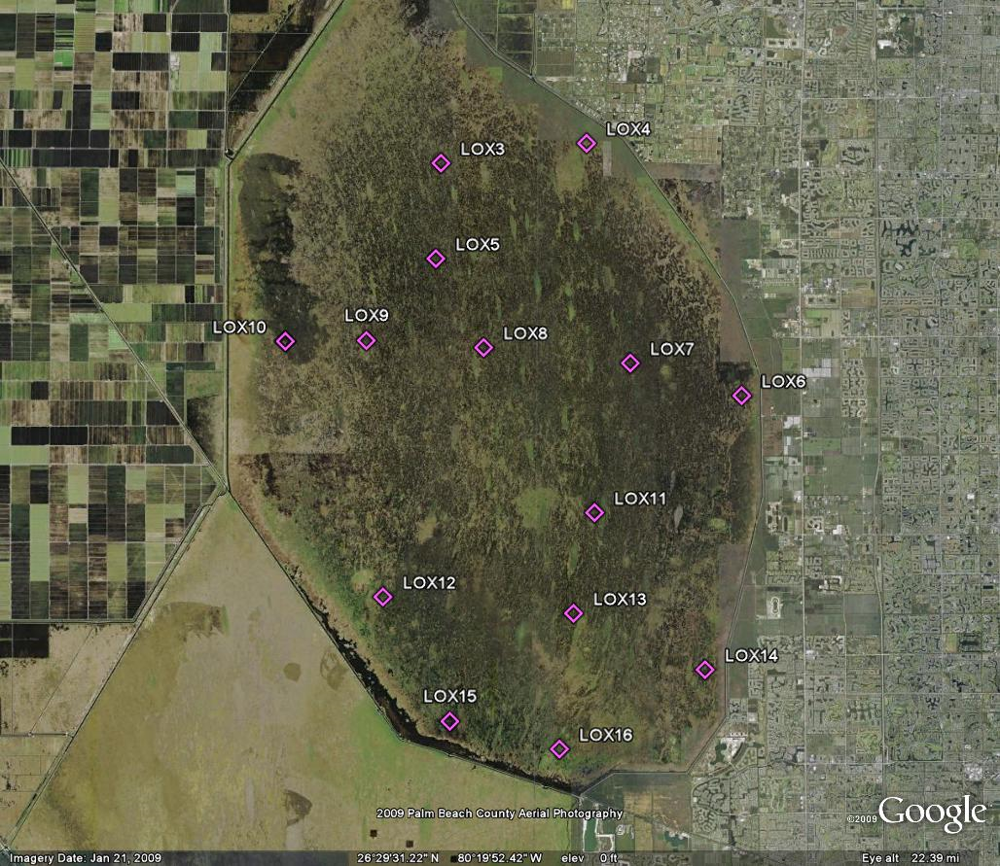 LOX4
LOX3
LOX5
LOX9
LOX10
LOX8
LOX7
LOX6
LOX11
LOX12
LOX13
LOX14
LOX15
LOX16
2009 Palm Beach County Aerial Photography
©2009 Google
Imagery Date: Jan 21, 2009 26°29'31.22" N 80°19'52.42" W elev 0 ft Eye alt 22.39 mi